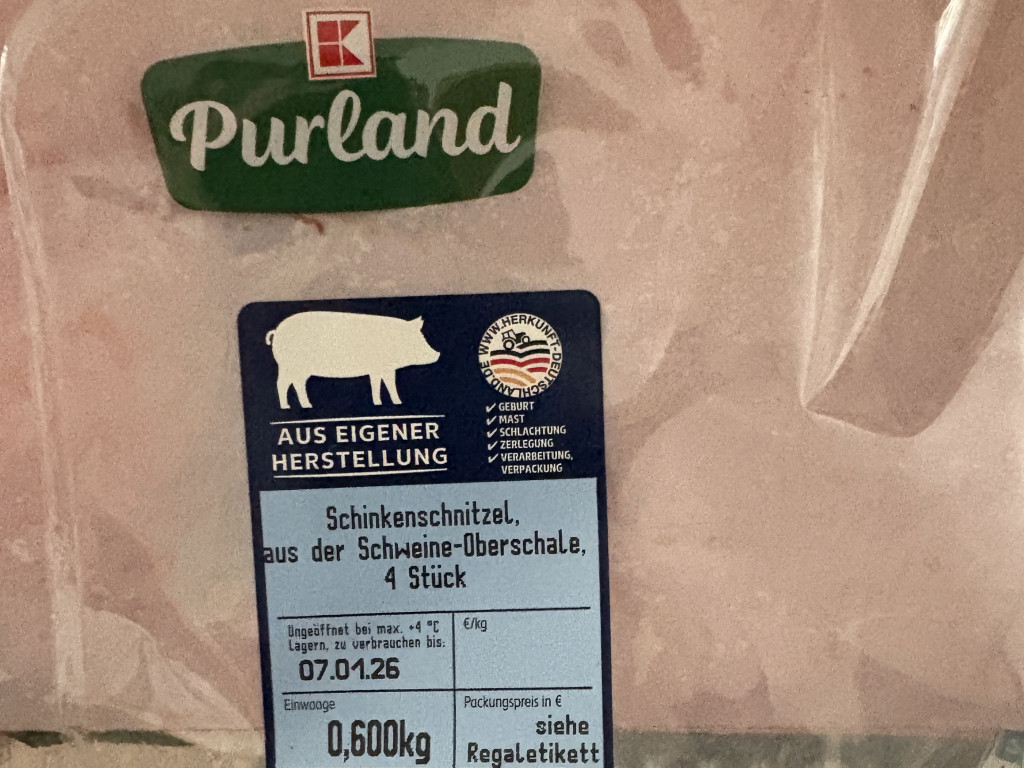 K
Purland
WWW.HERKUNFT-DEUTSCHLAND.DE
✓ GEBURT
✓ MAST
✓ SCHLACHTUNG
✓ ZERLEGUNG
✓ VERARBEITUNG,
VERPACKUNG
AUS EIGENER
HERSTELLUNG
Schinkenschnitzel,
aus der Schweine-Oberschale,
4 Stück
Ungeöffnet bei max. +4 °C
Lagern, zu verbrauchen bis:
07.01.26
€/kg
Einwaage
0,600kg
Packungspreis in €
siehe
Regaletikett